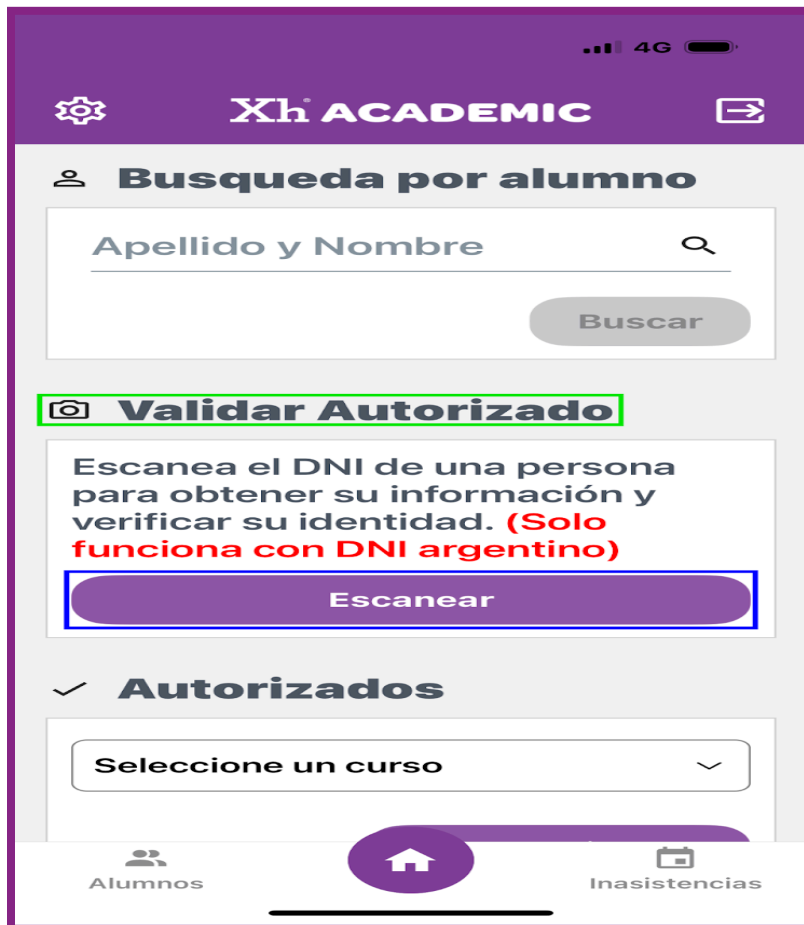 4G
Xh® ACADEMIC
Busqueda por alumno
Apellido y Nombre
Buscar
Validar Autorizado
Escanea el DNI de una persona
para obtener su información y
verificar su identidad. (Solo
funciona con DNI argentino)
Escanear
Autorizados
Seleccione un curso
Alumnos
Inasistencias